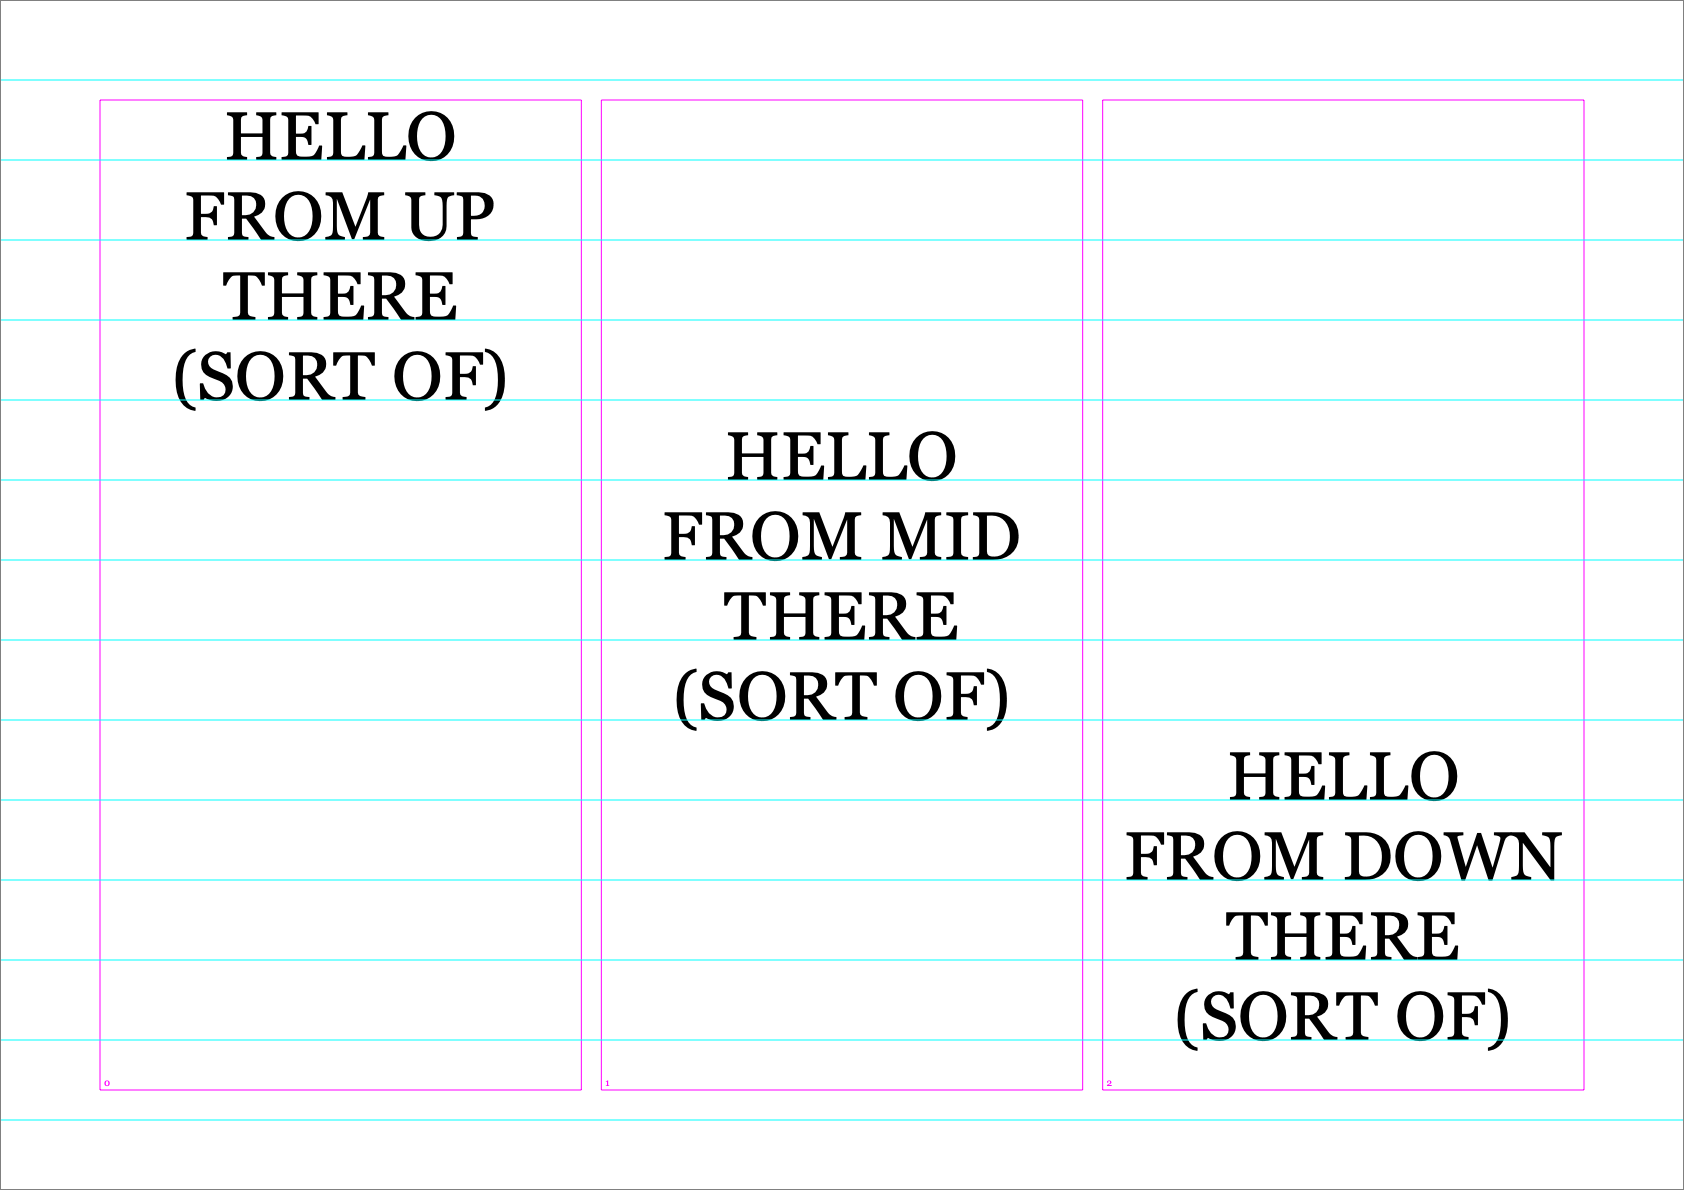 HELLO
FROM UP
THERE
(SORT OF)
0
HELLO
FROM MID
THERE
(SORT OF)
1
HELLO
FROM DOWN
THERE
(SORT OF)
2